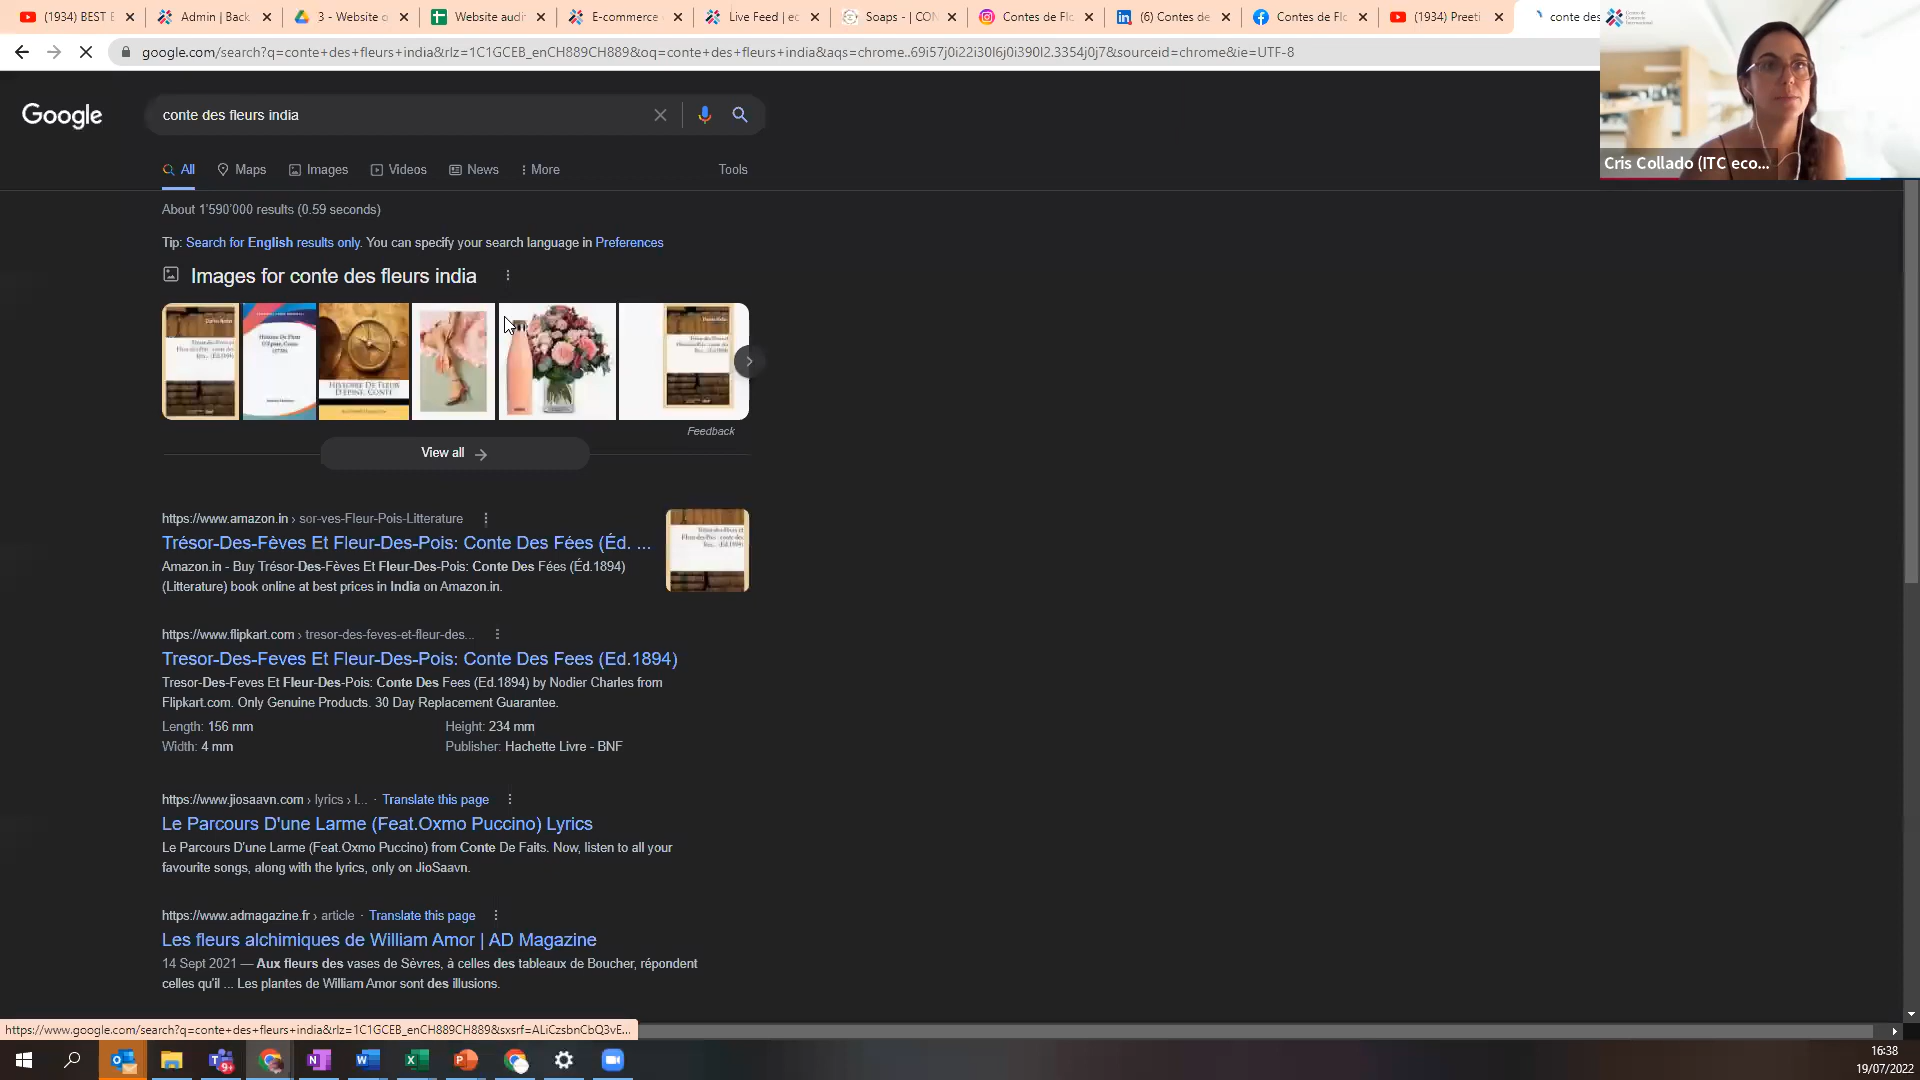 (1934) BEST E
Admin | Back
3 - Website o
Website audi
E-commerce
Live Feed | ec
Soaps - | CON
Contes de Flo
(6) Contes de
Contes de Flo
(1934) Preeti
conte des
google.com/search?q=conte+des+fleurs+india&rlz=1C1GCEB_enCH889CH889&oq=conte+des+fleurs+india&aqs=chrome..69i57j0i22i30l6j0i390l2.3354j0j7&sourceid=chrome&ie=UTF-8
Google
conte des fleurs india
All
Maps
Images
Videos
News
More
Tools
About 1'590'000 results (0.59 seconds)
Tip: Search for English results only. You can specify your search language in Preferences
Images for conte des fleurs india
HISTOIRE DE FLEUR
D'EPINE, CONTE
Feedback
View all
https://www.amazon.in › sor-ves-Fleur-Pois-Litterature
Trésor-Des-Fèves Et Fleur-Des-Pois: Conte Des Fées (Éd. ...
Amazon.in - Buy Trésor-Des-Fèves Et Fleur-Des-Pois: Conte Des Fées (Éd.1894)
(Litterature) book online at best prices in India on Amazon.in.
https://www.flipkart.com › tresor-des-feves-et-fleur-des...
Tresor-Des-Feves Et Fleur-Des-Pois: Conte Des Fees (Ed.1894)
Tresor-Des-Feves Et Fleur-Des-Pois: Conte Des Fees (Ed.1894) by Nodier Charles from
Flipkart.com. Only Genuine Products. 30 Day Replacement Guarantee.
Length: 156 mm
Height: 234 mm
Width: 4 mm
Publisher: Hachette Livre - BNF
https://www.jiosaavn.com › lyrics › l... · Translate this page
Le Parcours D'une Larme (Feat.Oxmo Puccino) Lyrics
Le Parcours D'une Larme (Feat.Oxmo Puccino) from Conte De Faits. Now, listen to all your
favourite songs, along with the lyrics, only on JioSaavn.
https://www.admagazine.fr › article · Translate this page
Les fleurs alchimiques de William Amor | AD Magazine
14 Sept 2021 — Aux fleurs des vases de Sèvres, à celles des tableaux de Boucher, répondent
celles qu'il ... Les plantes de William Amor sont des illusions.
https://www.google.com/search?q=conte+des+fleurs+india&rlz=1C1GCEB_enCH889CH889&sxsrf=ALiCzsbnCbQ3vE...
Cris Collado (ITC eco...
9+
16:38
19/07/2022